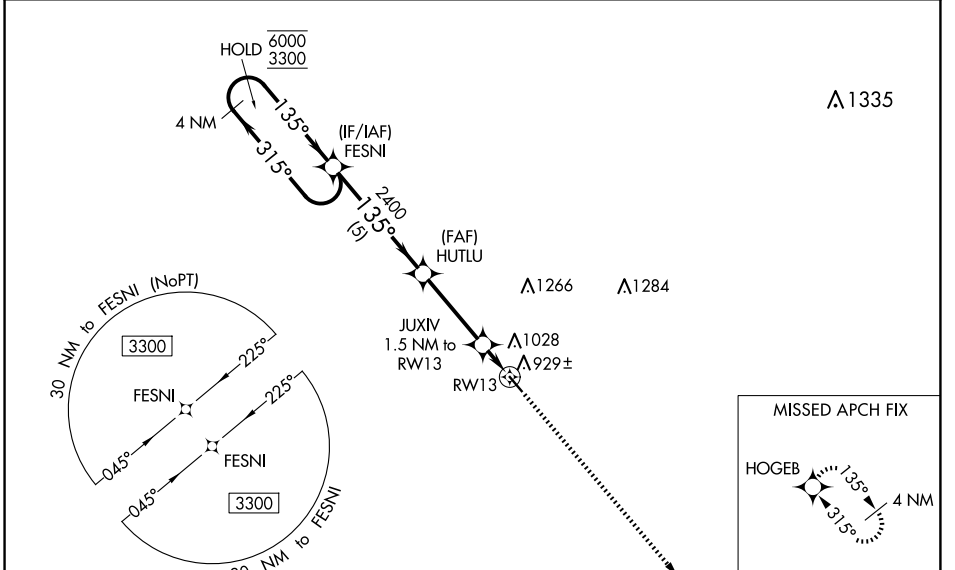 HOLD 6000
3300
4 NM
135°
315°
(IF/IAF)
FESNI
1335
2400
135°
(5)
(FAF)
HUTLU
1266
1284
JUXIV
1.5 NM to
RW13
1028
929±
RW13
30 NM to FESNI (NoPT)
3300
225°
FESNI
045°
225°
FESNI
045°
3300
30 NM to FESNI
MISSED APCH FIX
HOGEB
135°
4 NM
315°